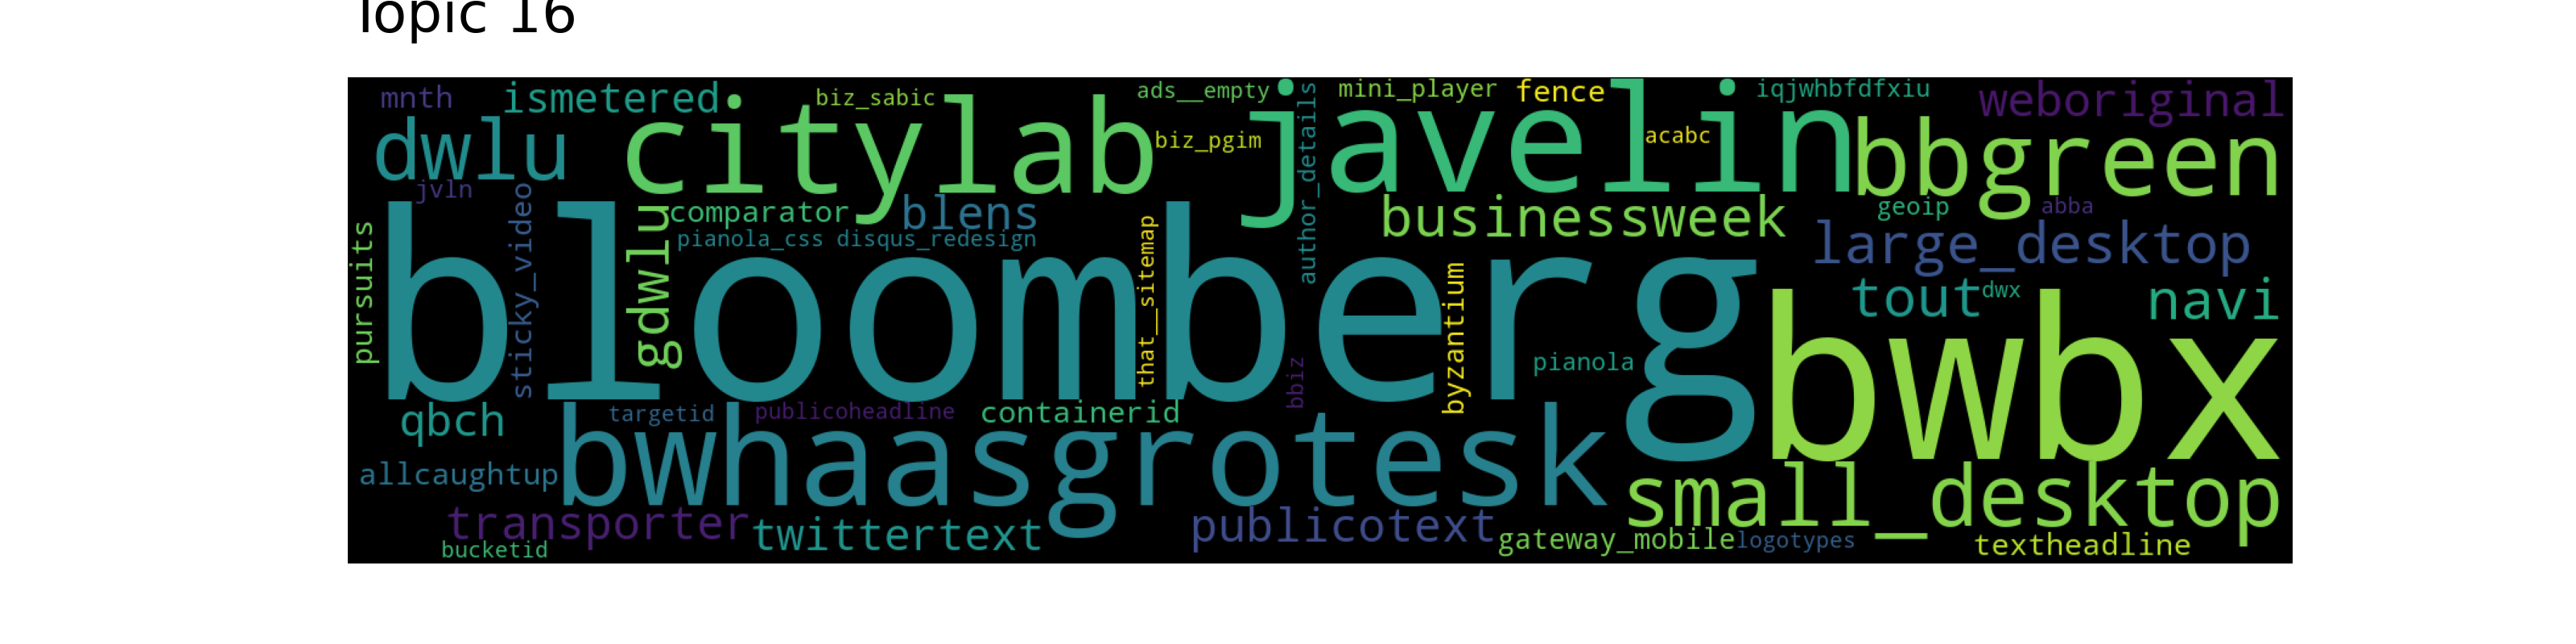 Topic 16
mnth ismetered biz_sabic ads__empty mini_player fence iqjwhbfdfxiu weboriginal
dwlu citylab biz_pgim javelin acabc bbgreen
jvln comparator blens author_details businessweek geoip abba
pianola_css disqus_redesign large_desktop
pursuits sticky_video gdwlu bloomberg that__sitemap byzantium tout dwx navi
bbiz pianola bwbx
qbch targetid publicoheadline containerid
allcaughtup bwhaasgrotesk small_desktop
transporter twittertext publicotext gateway_mobile logotypes textheadline
bucketid